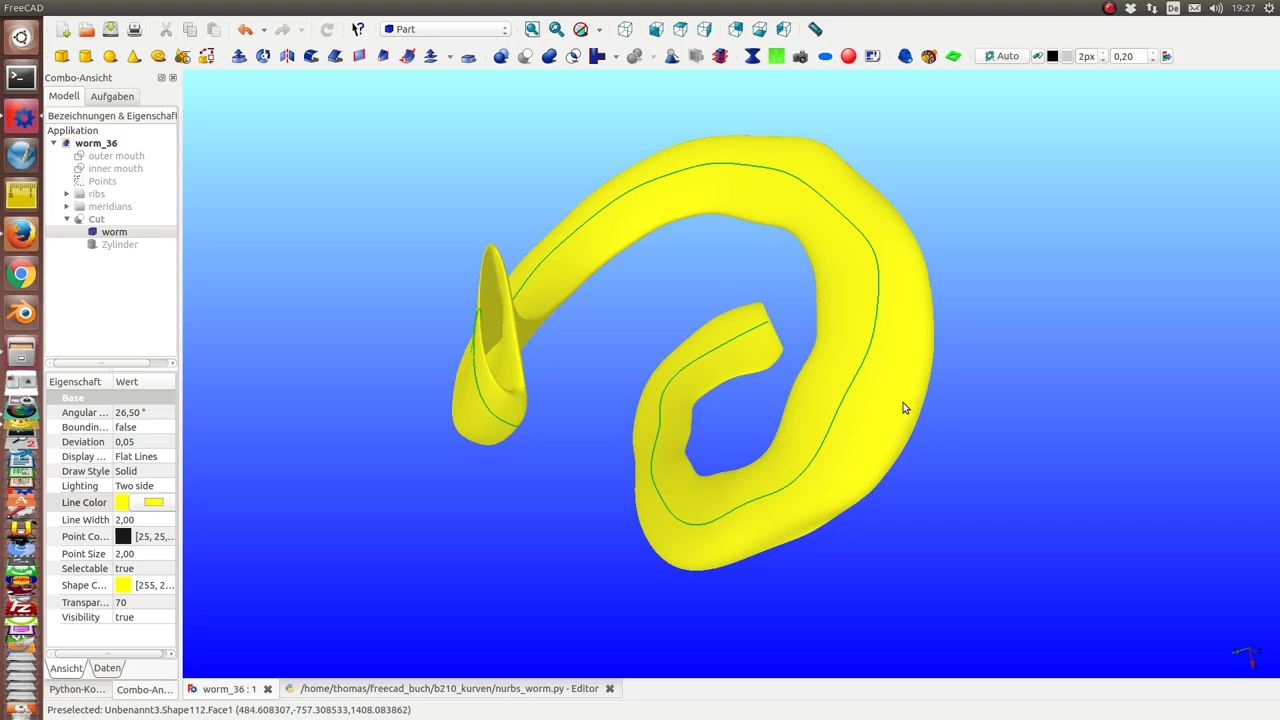 FreeCAD
De
19:27
Part
Auto
2px
0,20
Combo-Ansicht
Modell
Aufgaben
Bezeichnungen & Eigenschaft
Applikation
worm_36
outer mouth
inner mouth
Points
ribs
meridians
Cut
worm
Zylinder
Eigenschaft Wert
Base
Angular ... 26,50 °
Boundin... false
Deviation 0,05
Display ... Flat Lines
Draw Style Solid
Lighting Two side
Line Color
Line Width 2,00
Point Co... [25, 25,...
Point Size 2,00
Selectable true
Shape C... [255, 2...
Transpar... 70
Visibility true
Ansicht
Daten
Python-Ko...
Combo-An...
worm_36 : 1
/home/thomas/freecad_buch/b210_kurven/nurbs_worm.py - Editor
Preselected: Unbenannt3.Shape112.Face1 (484.608307,-757.308533,1408.083862)